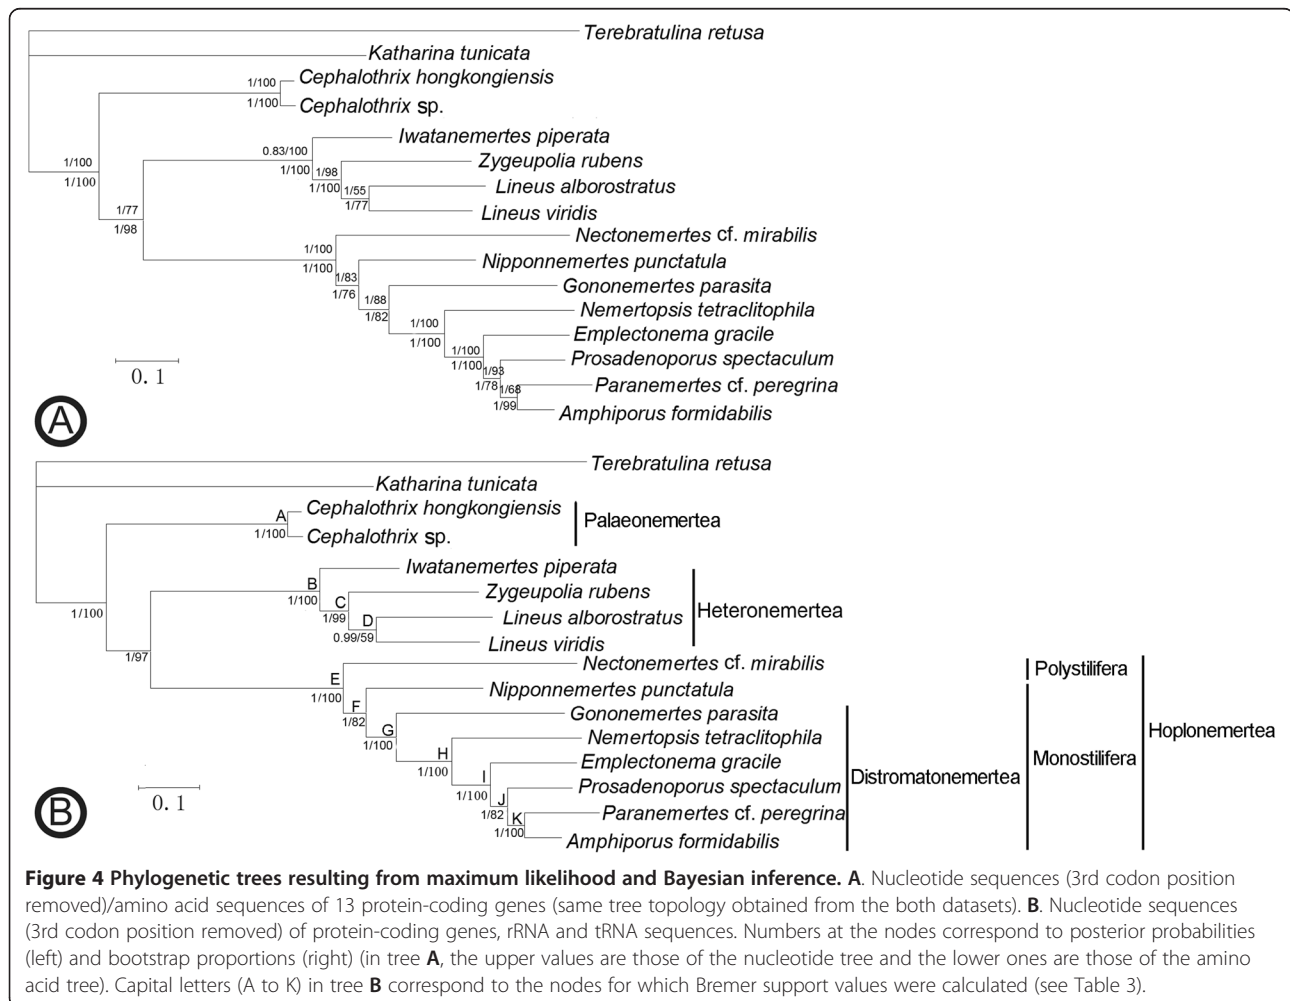 Terebratulina retusa
Katharina tunicata
1/100
Cephalothrix hongkongiensis
1/100
Cephalothrix sp.
Iwatanemertes piperata
0.83/100
Zygeupolia rubens
1/100
1/100
1/98
1/100
1/100
1/55
Lineus alborostratus
1/77
1/77
Lineus viridis
1/98
Nectonemertes cf. mirabilis
1/100
1/100
Nipponnemertes punctatula
1/83
1/76
Gononemertes parasita
1/88
1/82
Nemertopsis tetraclitophila
1/100
1/100
Emplectonema gracile
1/100
1/100
Prosadenoporus spectaculum
1/93
1/78
1/68
Paranemertes cf. peregrina
1/99
Amphiporus formidabilis
0.1
A
Terebratulina retusa
Katharina tunicata
Cephalothrix hongkongiensis
A
1/100
Cephalothrix sp.
Palaeonemertea
Iwatanemertes piperata
B
1/100
Zygeupolia rubens
C
1/100
1/99
Lineus alborostratus
D
0.99/59
Heteronemertea
Lineus viridis
1/97
Nectonemertes cf. mirabilis
Polystilifera
E
1/100
Nipponnemertes punctatula
F
1/82
Gononemertes parasita
G
1/100
Nemertopsis tetraclitophila
Hoplonemertea
H
1/100
Emplectonema gracile
Monostilifera
I
1/100
Prosadenoporus spectaculum
Distromatonemertea
J
1/82
Paranemertes cf. peregrina
K
1/100
Amphiporus formidabilis
0.1
B
Figure 4 Phylogenetic trees resulting from maximum likelihood and Bayesian inference. A. Nucleotide sequences (3rd codon position
removed)/amino acid sequences of 13 protein-coding genes (same tree topology obtained from the both datasets). B. Nucleotide sequences
(3rd codon position removed) of protein-coding genes, rRNA and tRNA sequences. Numbers at the nodes correspond to posterior probabilities
(left) and bootstrap proportions (right) (in tree A, the upper values are those of the nucleotide tree and the lower ones are those of the amino
acid tree). Capital letters (A to K) in tree B correspond to the nodes for which Bremer support values were calculated (see Table 3).